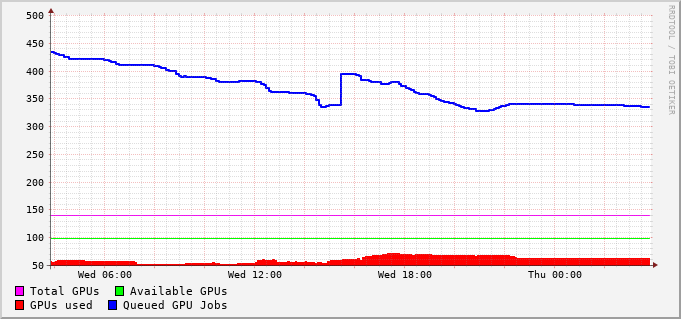 500
450
400
350
300
250
200
150
100
50
Wed 06:00 Wed 12:00 Wed 18:00 Thu 00:00
Total GPUs Available GPUs
GPUs used Queued GPU Jobs
RRDTOOL / TOBI OETIKER